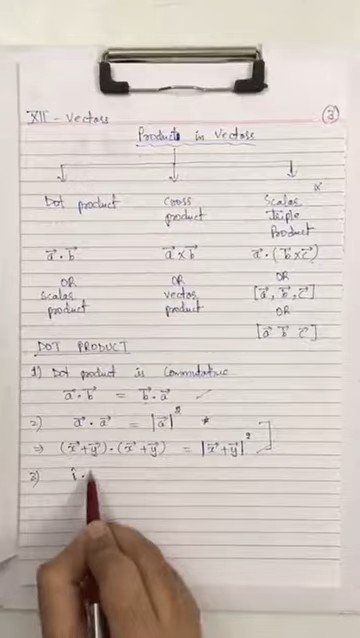 XII - Vectors
3
Product in Vectors
Dot product
Cross product
Scalar Triple Product
a⃗ · b⃗
a⃗ × b⃗
a⃗ · (b⃗ × c⃗)
OR
OR
OR
scalar product
vector product
[a⃗, b⃗, c⃗]
OR
[a⃗ b⃗ c⃗]
DOT PRODUCT
1) Dot product is Commutative
a⃗ · b⃗ = b⃗ · a⃗
2) a⃗ · a⃗ = |a⃗|² *
⇒ (x⃗+y⃗) · (x⃗+y⃗) = |x⃗+y⃗|²
3) î ·